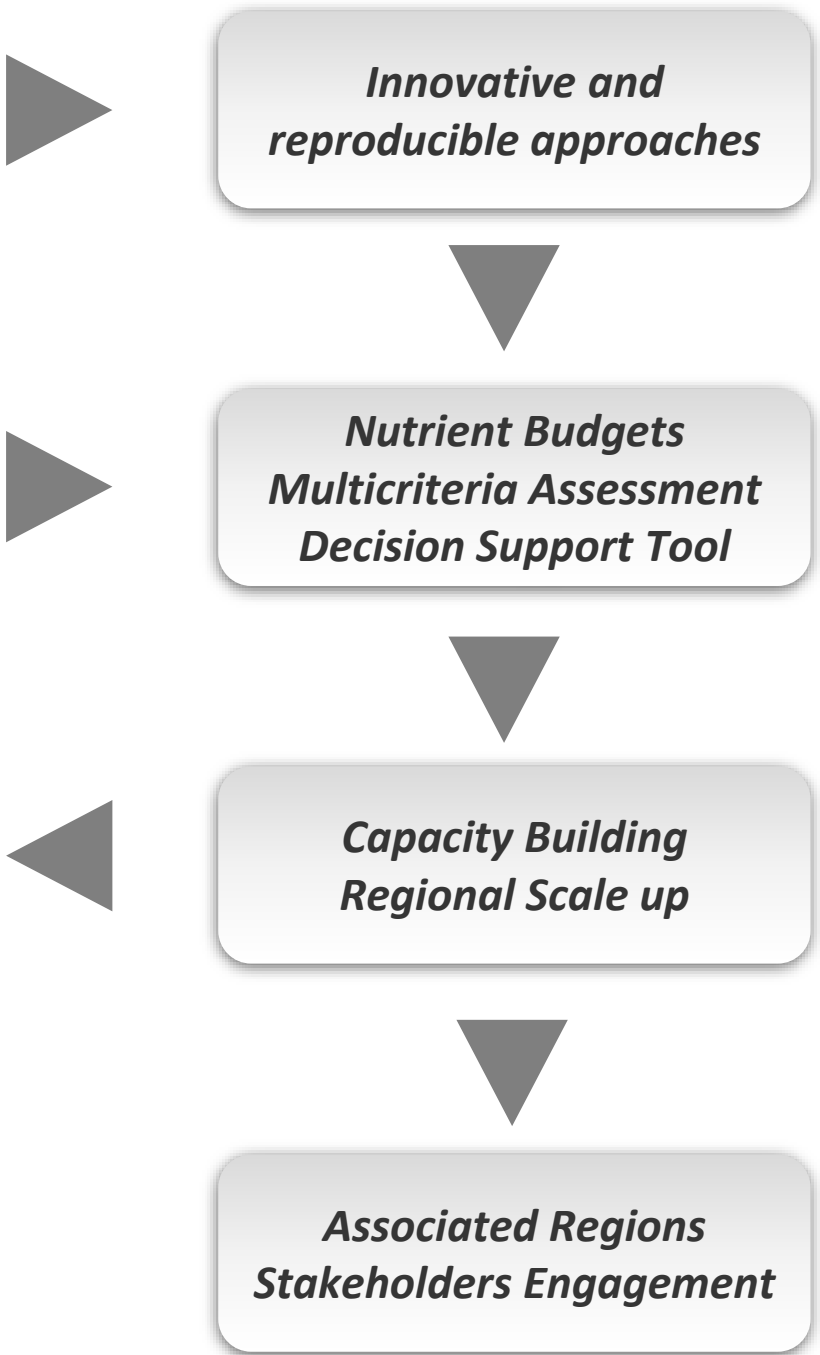 Innovative and
reproducible approaches
Nutrient Budgets
Multicriteria Assessment
Decision Support Tool
Capacity Building
Regional Scale up
Associated Regions
Stakeholders Engagement